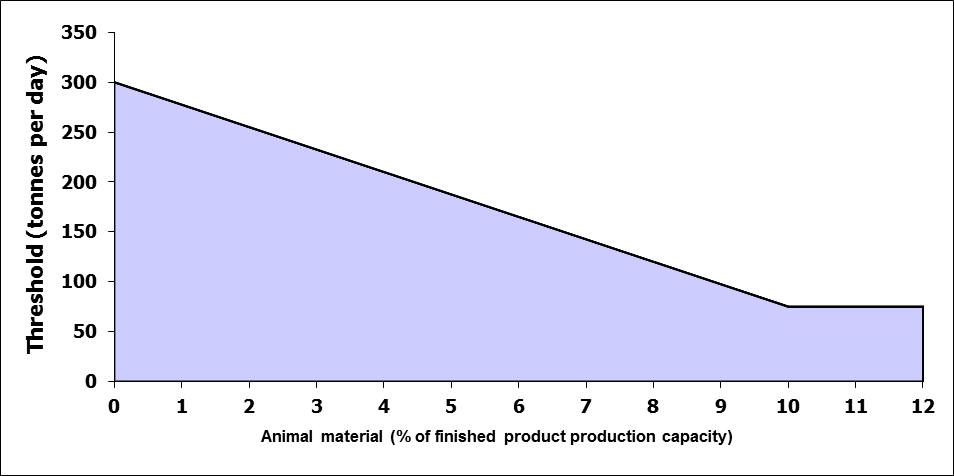 Threshold (tonnes per day)
350
300
250
200
150
100
50
0
0 1 2 3 4 5 6 7 8 9 10 11 12
Animal material (% of finished product production capacity)